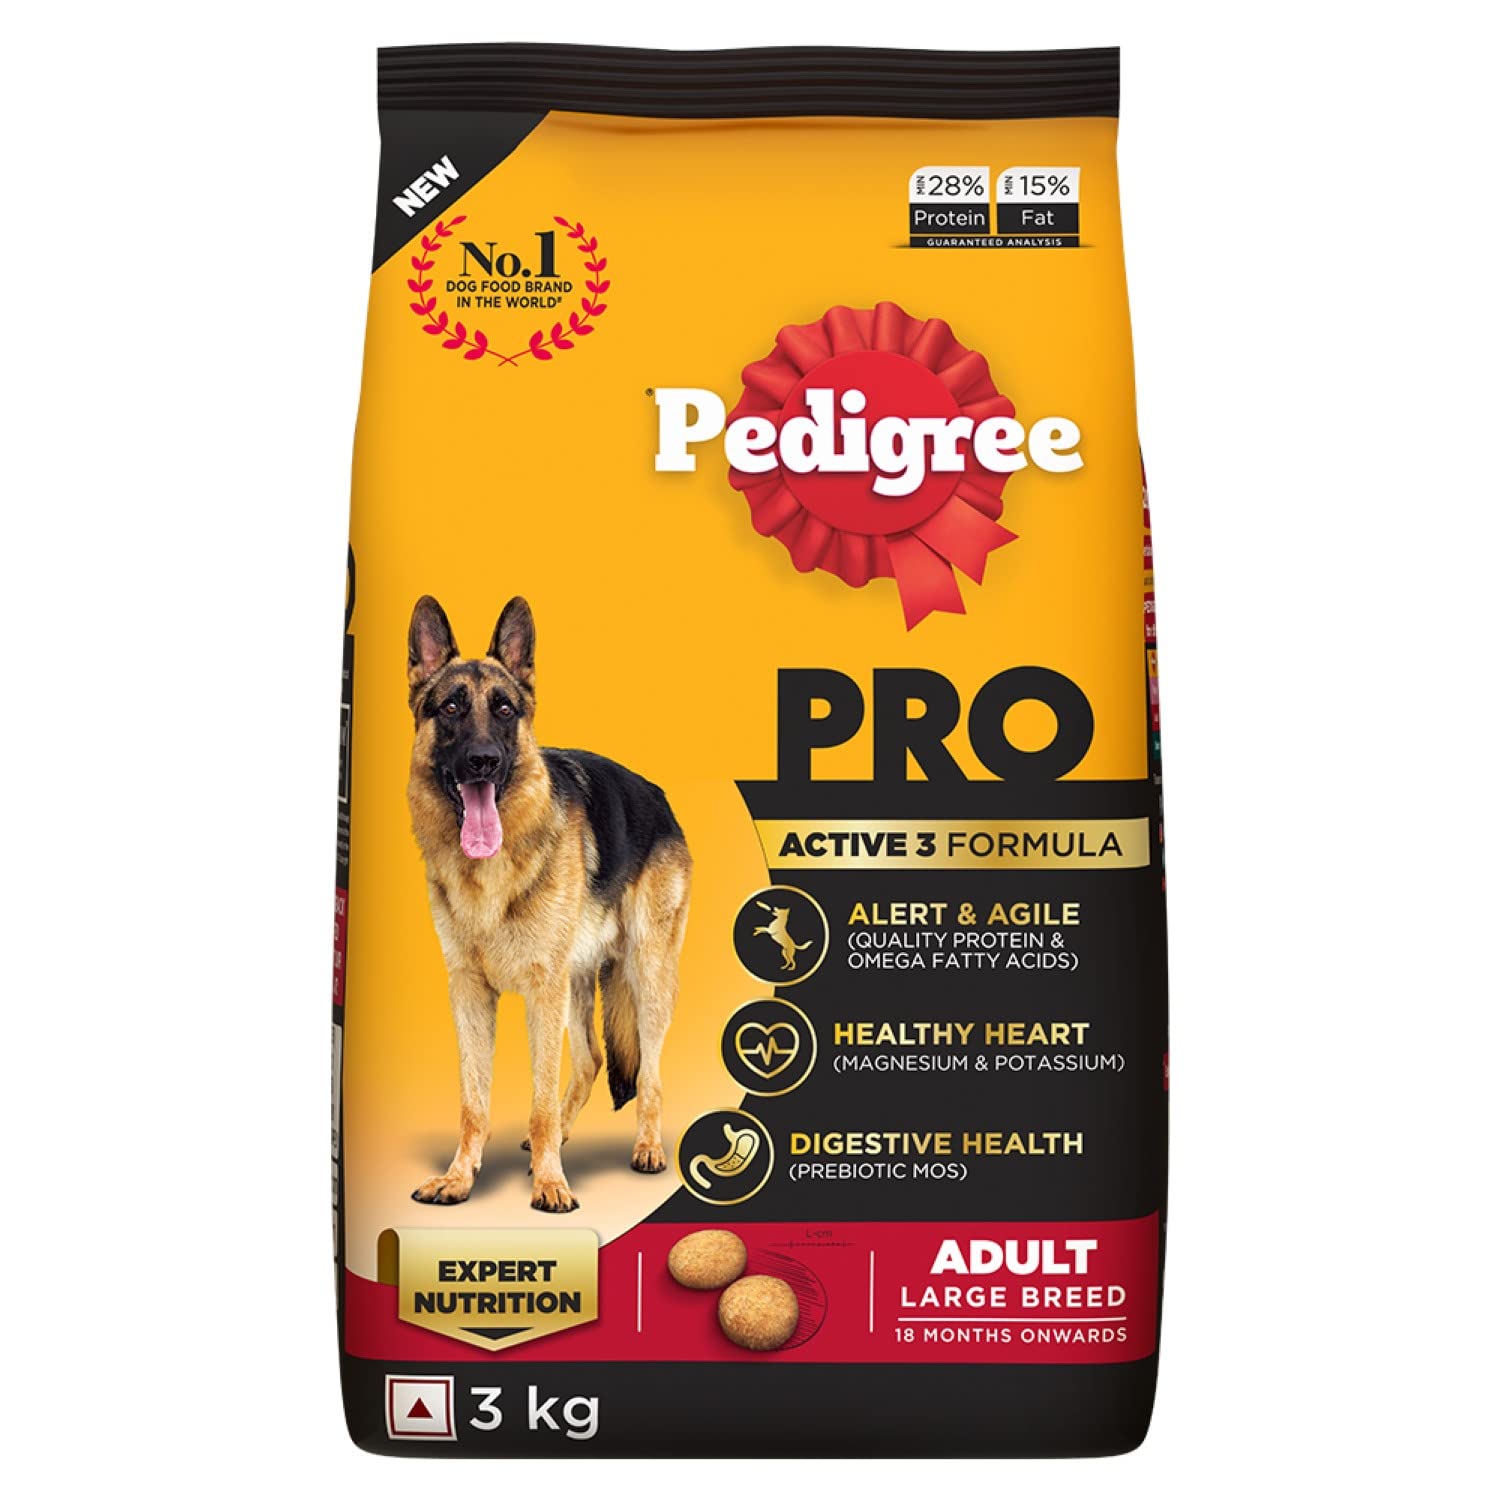 NEW
No.1
DOG FOOD BRAND
IN THE WORLD#
MIN 28%
Protein
MIN 15%
Fat
GUARANTEED ANALYSIS
Pedigree®
PRO
ACTIVE 3 FORMULA
ALERT & AGILE
(QUALITY PROTEIN &
OMEGA FATTY ACIDS)
HEALTHY HEART
(MAGNESIUM & POTASSIUM)
DIGESTIVE HEALTH
(PREBIOTIC MOS)
EXPERT
NUTRITION
L-cm
ADULT
LARGE BREED
18 MONTHS ONWARDS
3 kg